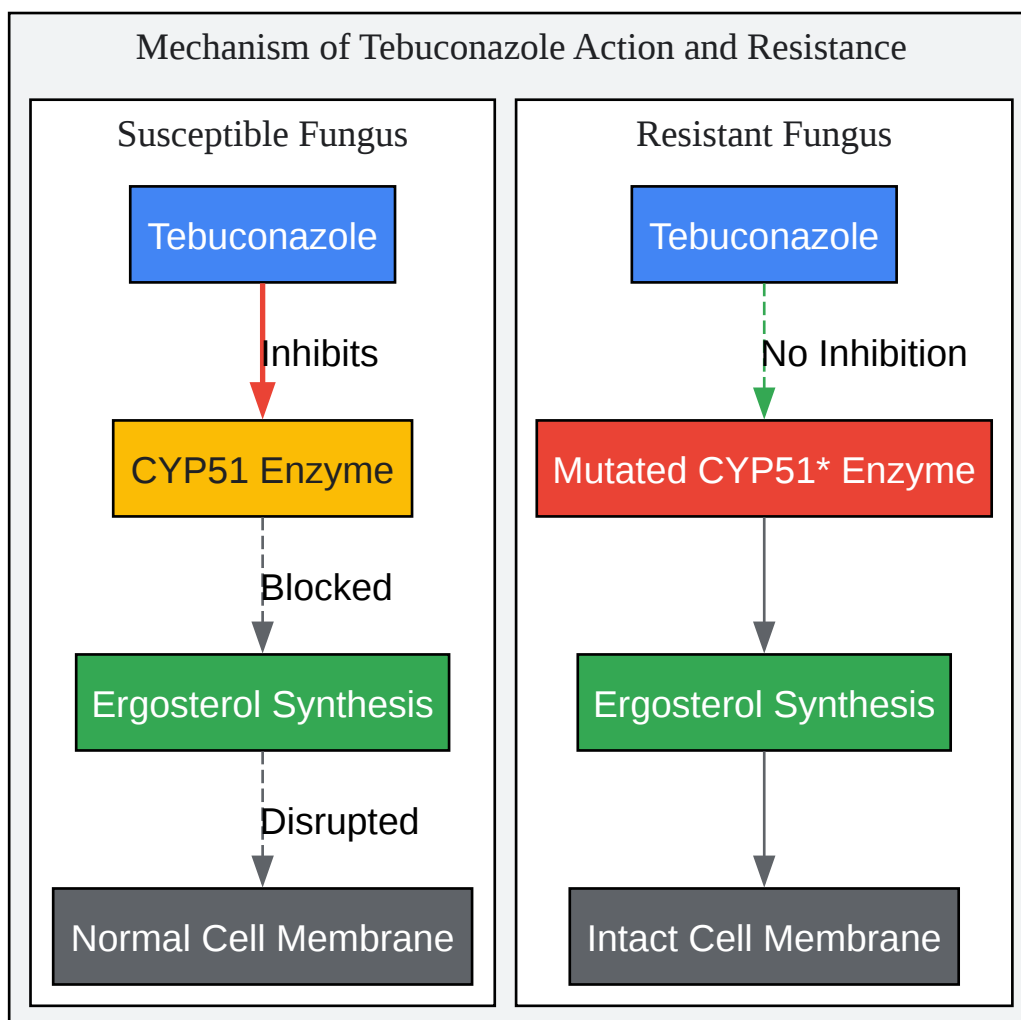 Mechanism of Tebuconazole Action and Resistance
Susceptible Fungus
Tebuconazole
Inhibits
CYP51 Enzyme
Blocked
Ergosterol Synthesis
Disrupted
Normal Cell Membrane
Resistant Fungus
Tebuconazole
No Inhibition
Mutated CYP51* Enzyme
Ergosterol Synthesis
Intact Cell Membrane